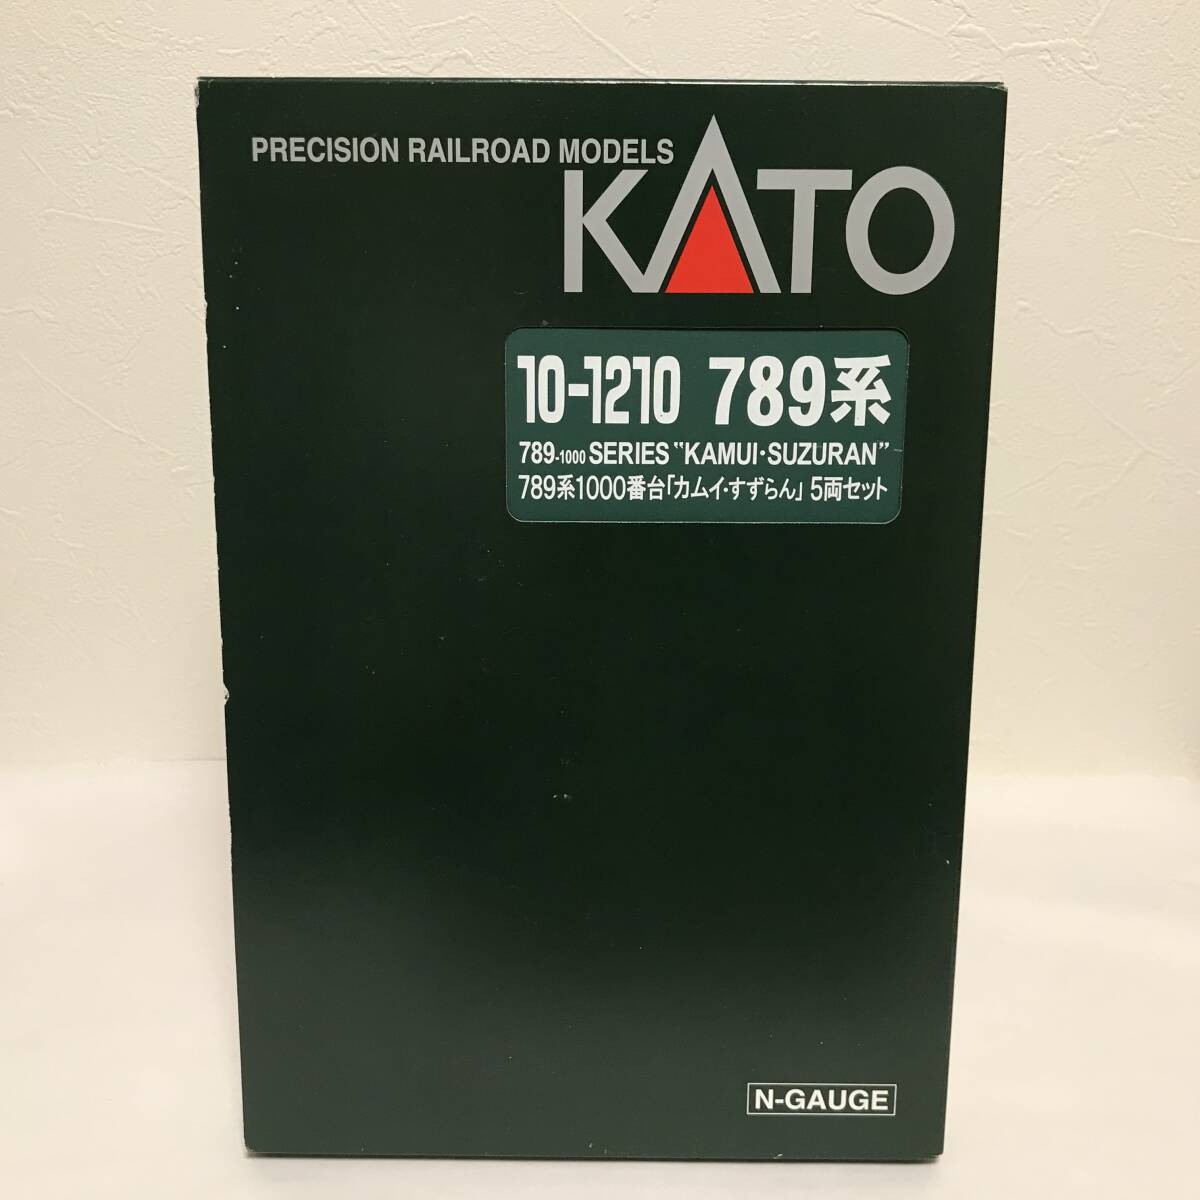 PRECISION RAILROAD MODELS
KATO
10-1210 789系
789-1000 SERIES "KAMUI・SUZURAN"
789系1000番台「カムイ・すずらん」5両セット
N-GAUGE